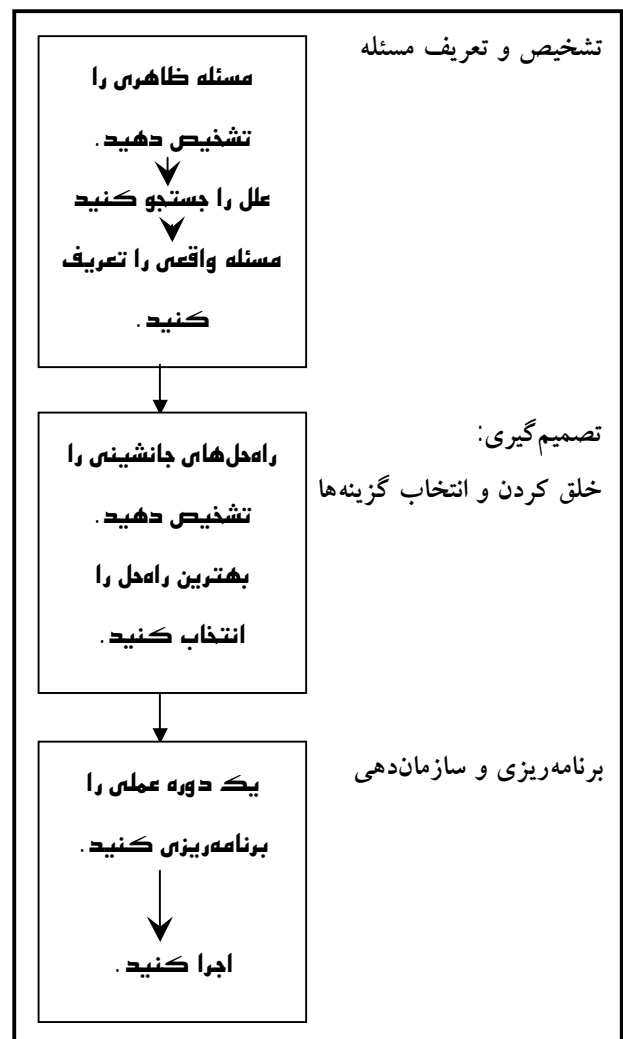 تشخیص و تعریف مسئله
مسئله ظاهری را
تشخیص دهید.
علل را جستجو کنید
مسئله واقعی را تعریف
کنید.
تصمیم‌گیری:
خلق کردن و انتخاب گزینه‌ها
راه‌حل‌های جانشینی را
تشخیص دهید.
بهترین راه‌حل را
انتخاب کنید.
برنامه‌ریزی و سازمان‌دهی
یک دوره عملی را
برنامه‌ریزی کنید.
اجرا کنید.